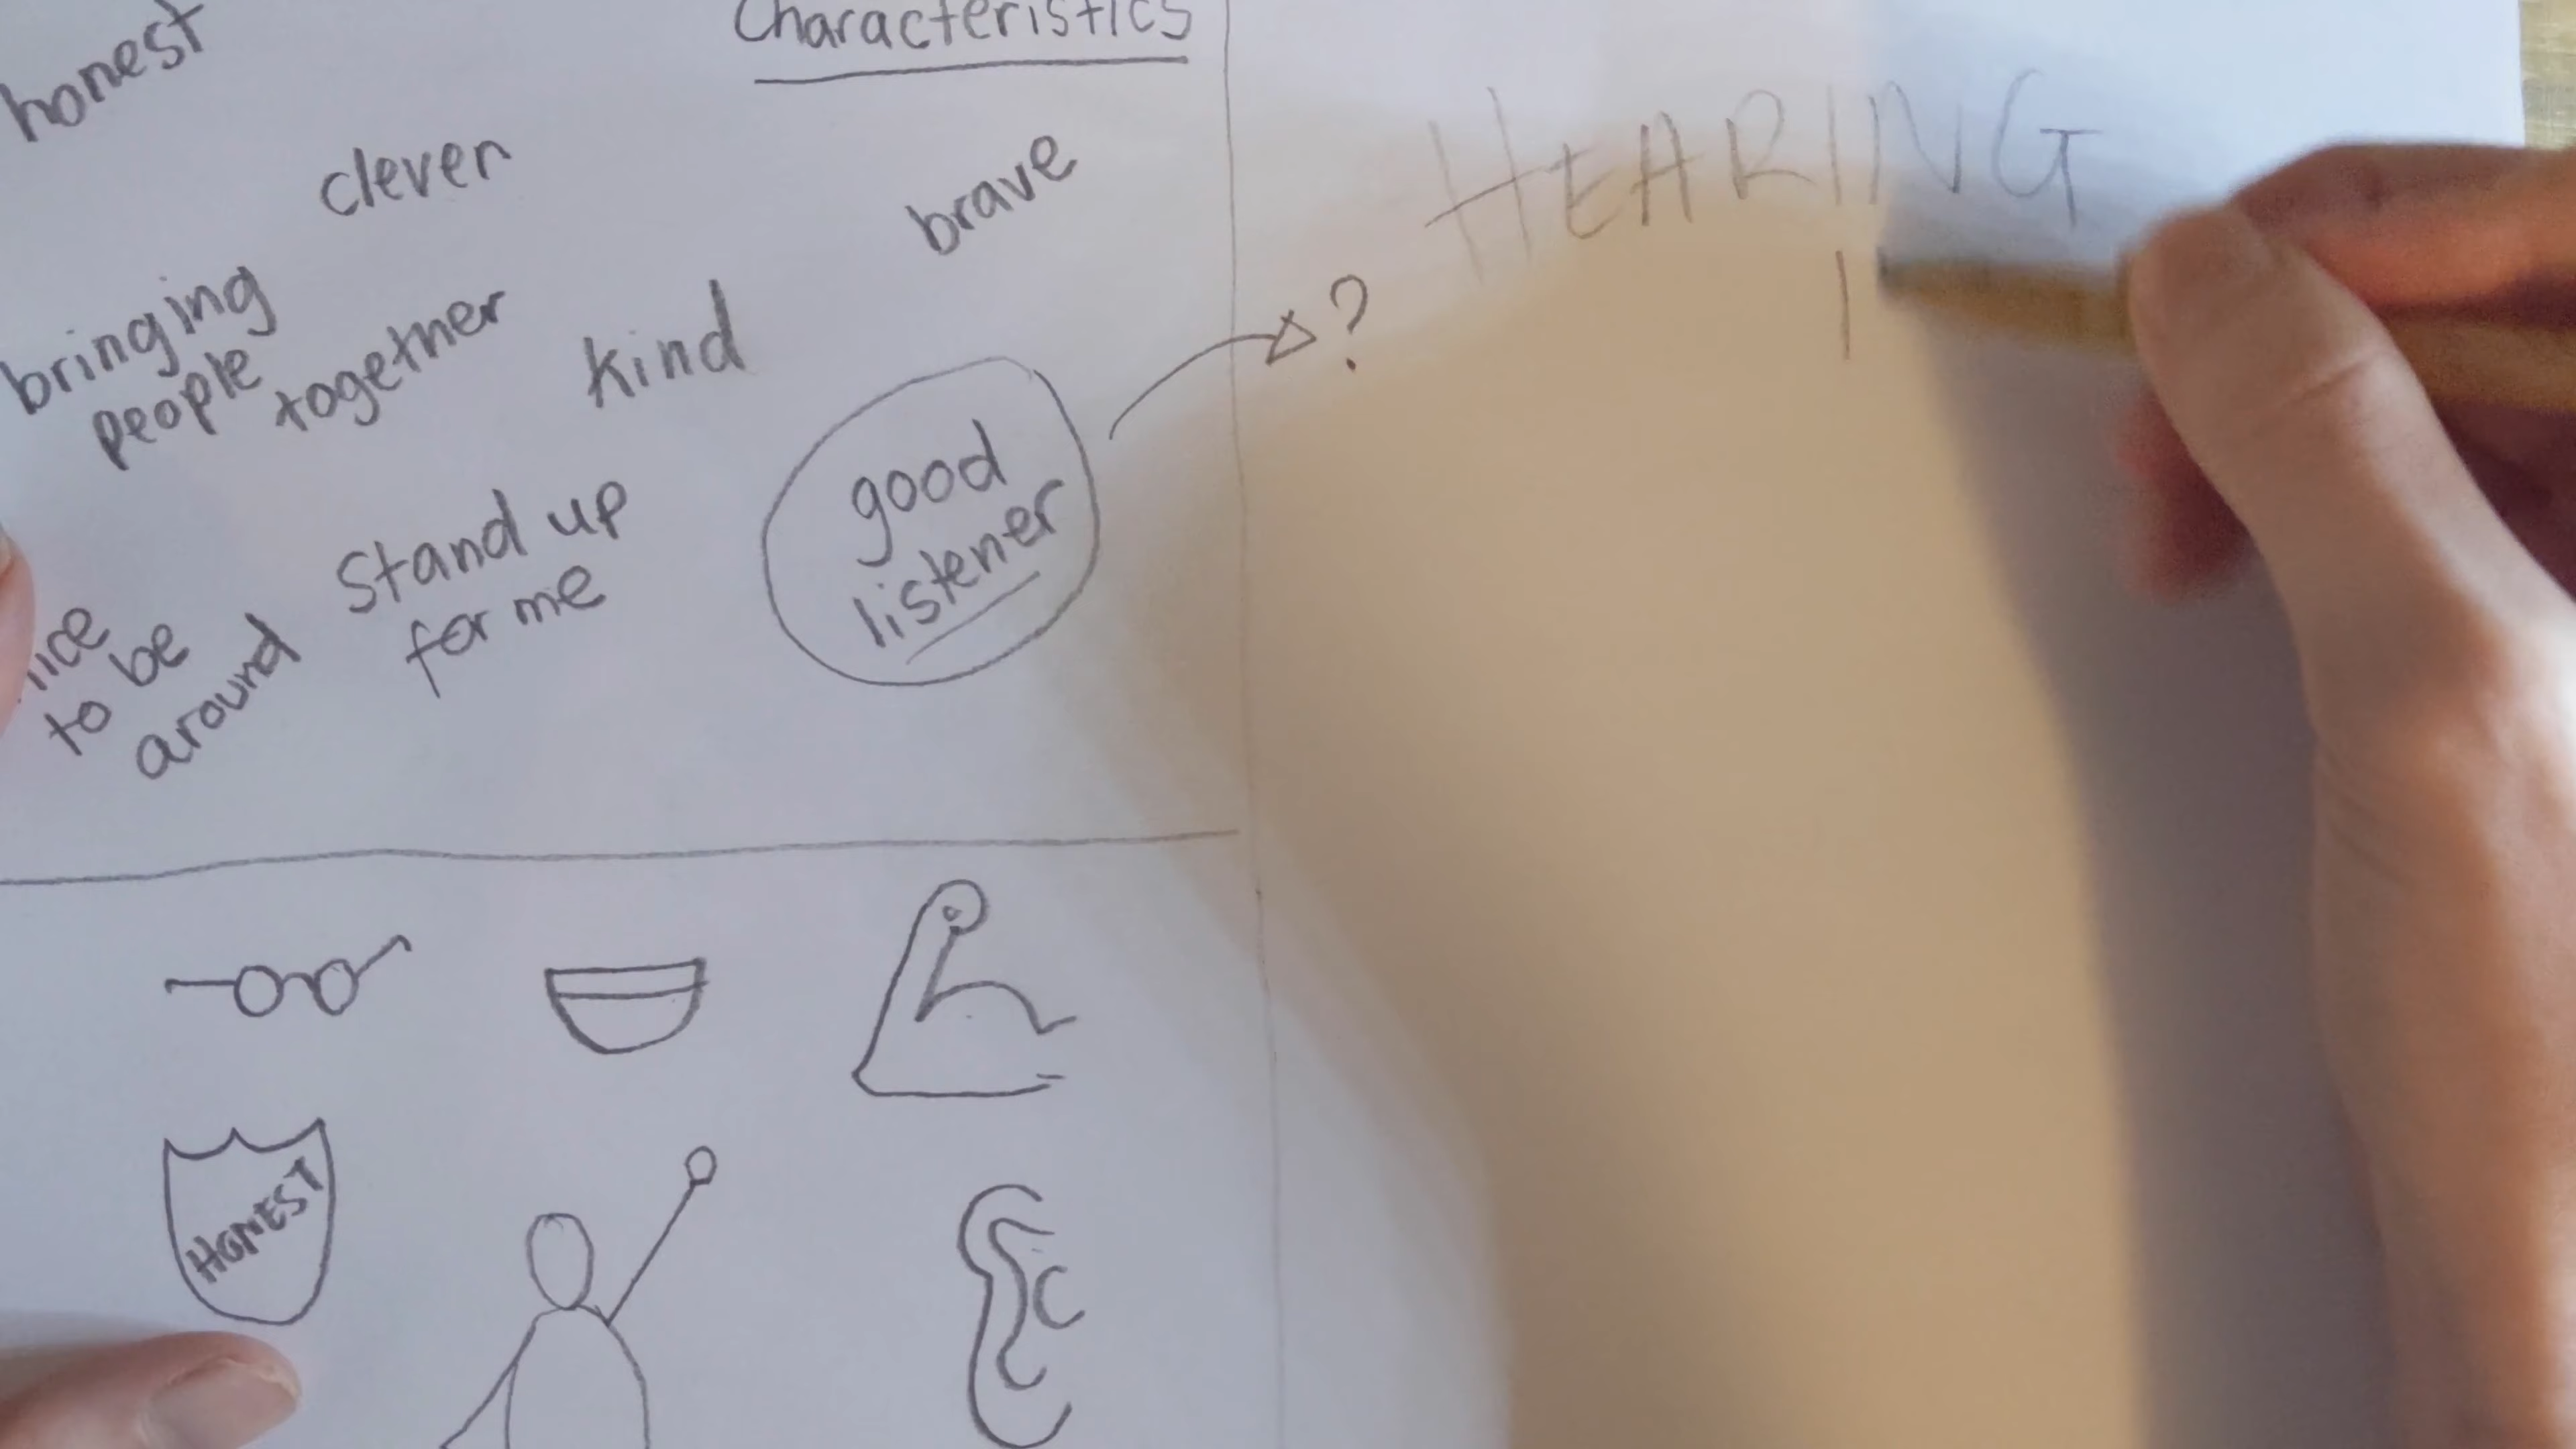 Characteristics
honest
clever
brave
bringing
people
together
kind
good
listener
Stand up
for me
nice
to be
around
?
HEARING
I
HONEST